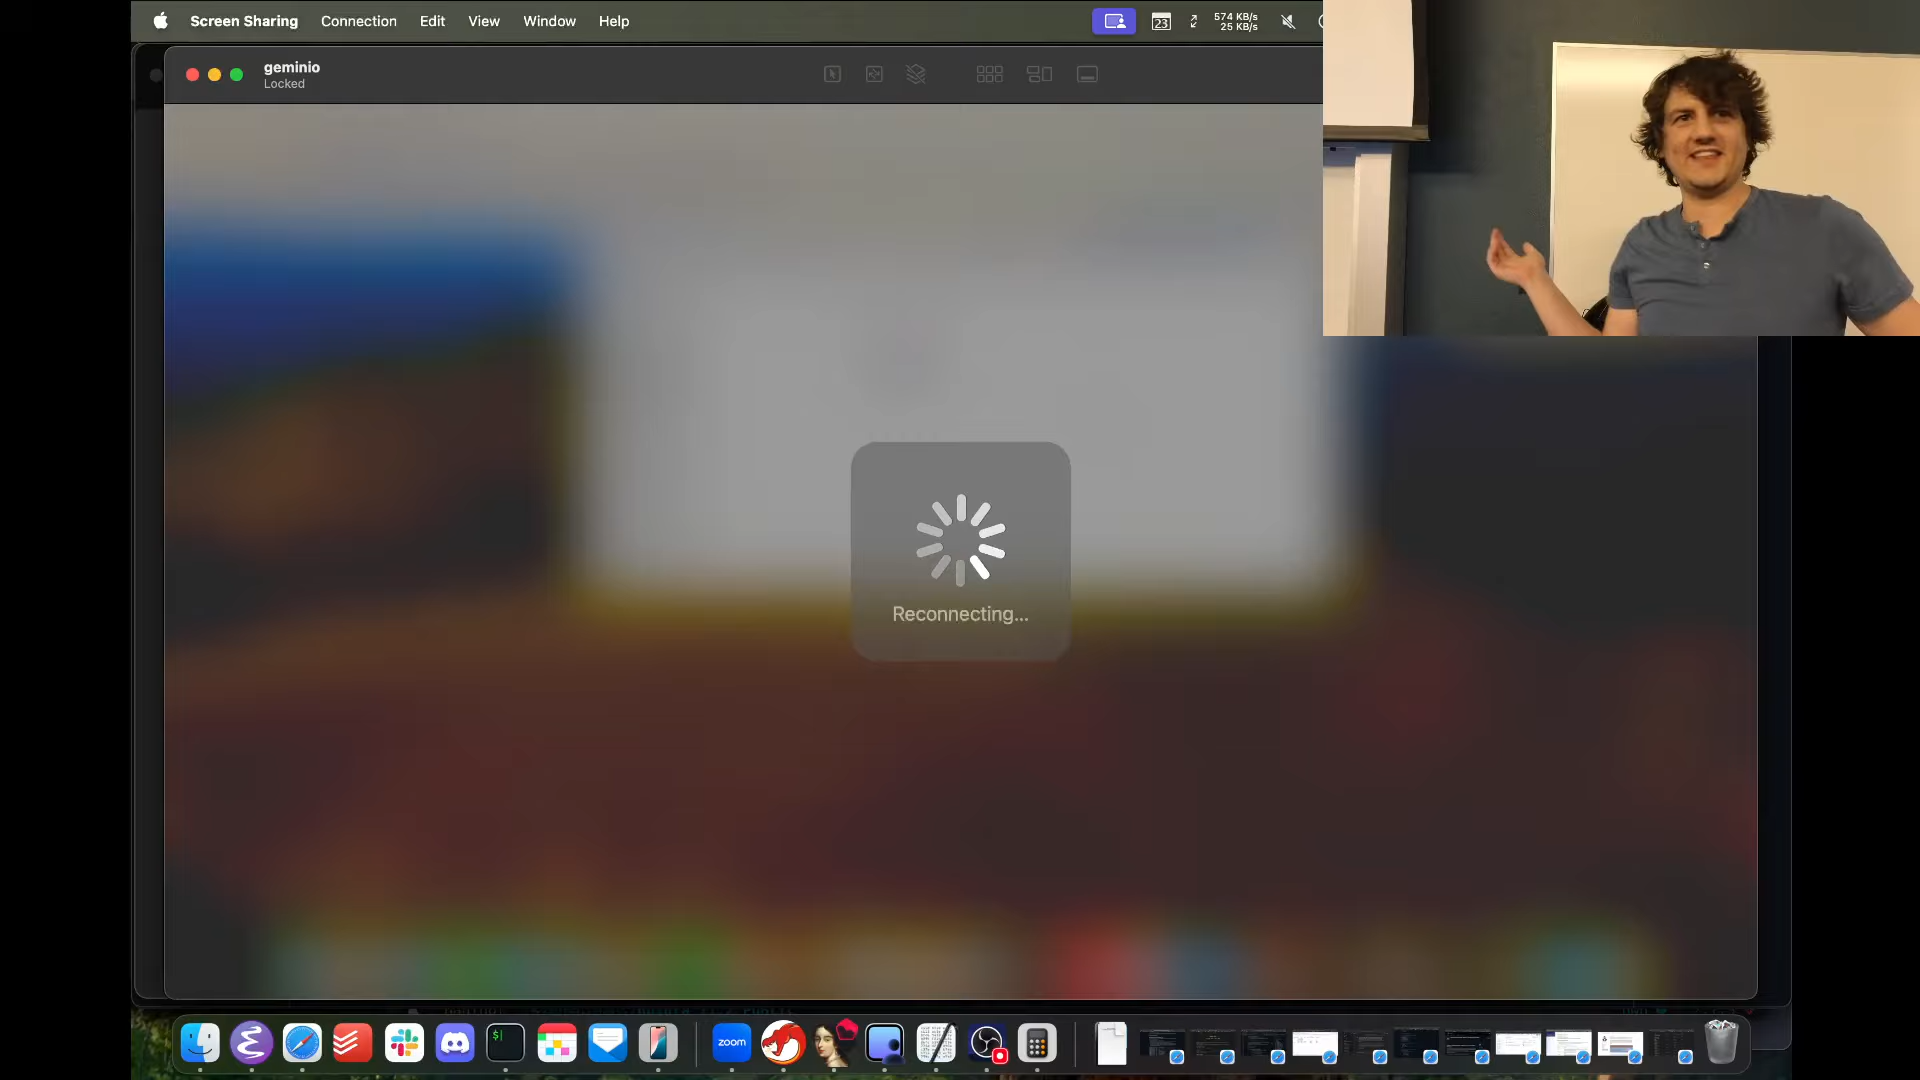 Screen Sharing Connection Edit View Window Help
23
574 KB/s
25 KB/s
geminio
Locked
Reconnecting...
$
zoom